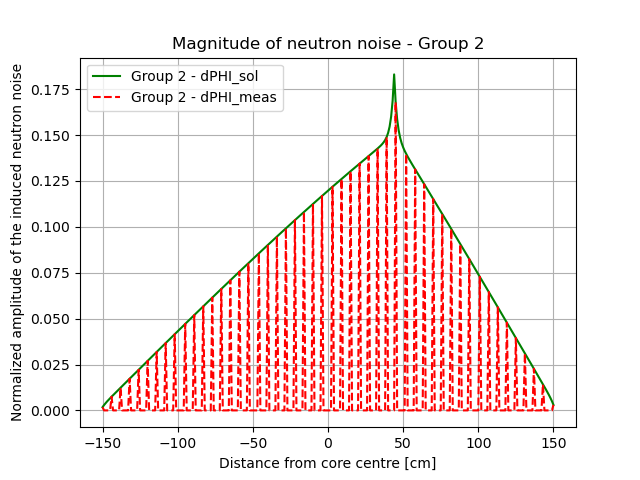 Magnitude of neutron noise - Group 2
Normalized amplitude of the induced neutron noise
Group 2 - dPHI_sol
Group 2 - dPHI_meas
0.175
0.150
0.125
0.100
0.075
0.050
0.025
0.000
−150 −100 −50 0 50 100 150
Distance from core centre [cm]